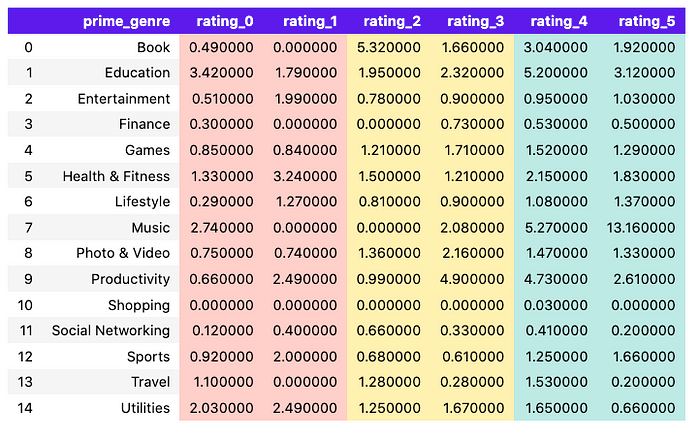 prime_genre rating_0 rating_1 rating_2 rating_3 rating_4 rating_5
0 Book 0.490000 0.000000 5.320000 1.660000 3.040000 1.920000
1 Education 3.420000 1.790000 1.950000 2.320000 5.200000 3.120000
2 Entertainment 0.510000 1.990000 0.780000 0.900000 0.950000 1.030000
3 Finance 0.300000 0.000000 0.000000 0.730000 0.530000 0.500000
4 Games 0.850000 0.840000 1.210000 1.710000 1.520000 1.290000
5 Health & Fitness 1.330000 3.240000 1.500000 1.210000 2.150000 1.830000
6 Lifestyle 0.290000 1.270000 0.810000 0.900000 1.080000 1.370000
7 Music 2.740000 0.000000 0.000000 2.080000 5.270000 13.160000
8 Photo & Video 0.750000 0.740000 1.360000 2.160000 1.470000 1.330000
9 Productivity 0.660000 2.490000 0.990000 4.900000 4.730000 2.610000
10 Shopping 0.000000 0.000000 0.000000 0.000000 0.030000 0.000000
11 Social Networking 0.120000 0.400000 0.660000 0.330000 0.410000 0.200000
12 Sports 0.920000 2.000000 0.680000 0.610000 1.250000 1.660000
13 Travel 1.100000 0.000000 1.280000 0.280000 1.530000 0.200000
14 Utilities 2.030000 2.490000 1.250000 1.670000 1.650000 0.660000